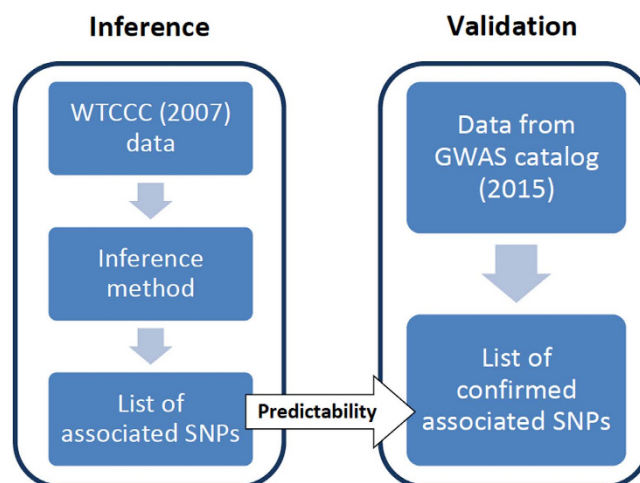 Inference
WTCCC (2007)
data
Inference
method
List of
associated SNPs
Predictability
Validation
Data from
GWAS catalog
(2015)
List of
confirmed
associated SNPs